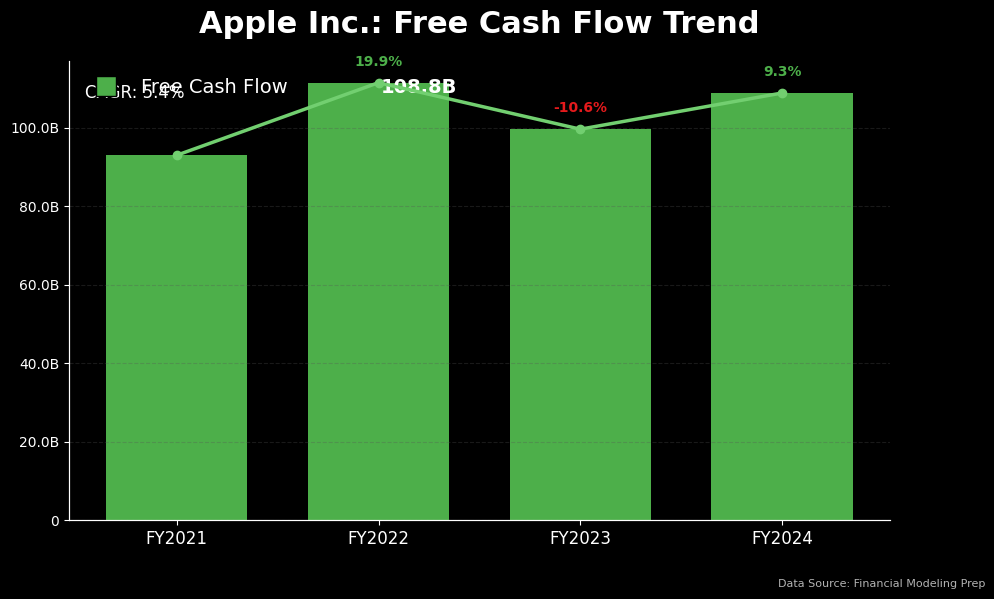 Apple Inc.: Free Cash Flow Trend
Free Cash Flow 108.8B
CAGR: 5.4%
19.9%
-10.6%
9.3%
100.0B
80.0B
60.0B
40.0B
20.0B
0
FY2021 FY2022 FY2023 FY2024
Data Source: Financial Modeling Prep